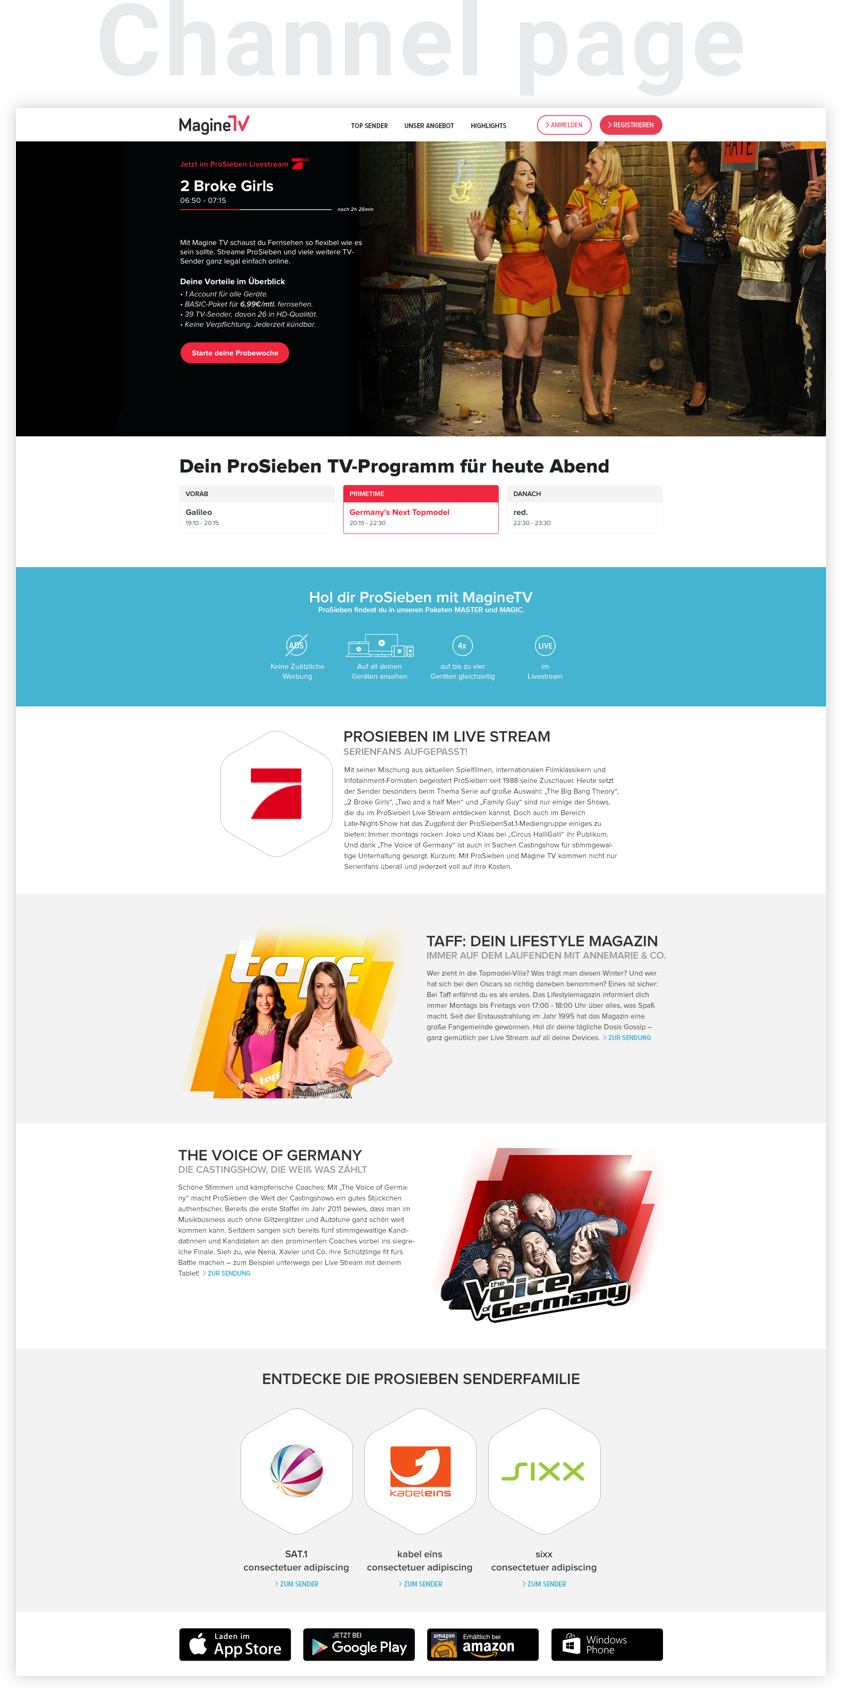 Channel page
MagineTV
TOP SENDER
UNSER ANGEBOT
HIGHLIGHTS
ANMELDEN
REGISTRIEREN
Jetzt im ProSieben Livestream
2 Broke Girls
06:50 - 07:15
noch 2h 25min
Mit Magine TV schaust du Fernsehen so flexibel wie es
sein sollte. Streame ProSieben und viele weitere TV-
Sender ganz legal einfach online.
Deine Vorteile im Überblick
• 1 Account für alle Geräte.
• BASIC-Paket für 6,99€/mtl. fernsehen.
• 39 TV-Sender, davon 26 in HD-Qualität.
• Keine Verpflichtung. Jederzeit kündbar.
Starte deine Probewoche
HATE
Dein ProSieben TV-Programm für heute Abend
VORAB
Galileo
19:10 - 20:15
PRIMETIME
Germany's Next Topmodel
20:15 - 22:30
DANACH
red.
22:30 - 23:30
Hol dir ProSieben mit MagineTV
ProSieben findest du in unseren Paketen MASTER und MAGIC.
ADS
Keine Zuätzliche
Werbung
Auf all deinen
Geräten ansehen
4x
auf bis zu vier
Geräten gleichzeitig
LIVE
im
Livestream
PROSIEBEN IM LIVE STREAM
SERIENFANS AUFGEPASST!
Mit seiner Mischung aus aktuellen Spielfilmen, internationalen Filmklassikern und
Infotainment-Formaten begeistert ProSieben seit 1988 seine Zuschauer. Heute setzt
der Sender besonders beim Thema Serie auf große Auswahl: „The Big Bang Theory",
„2 Broke Girls", „Two and a half Men" und „Family Guy" sind nur einige der Shows,
die du im ProSieben Live Stream entdecken kannst. Doch auch im Bereich
Late-Night-Show hat das Zugpferd der ProSiebenSat.1-Mediengruppe einiges zu
bieten: Immer montags rocken Joko und Klaas bei „Circus HalliGalli" ihr Publikum.
Und dank „The Voice of Germany" ist auch in Sachen Castingshow für stimmgewal-
tige Unterhaltung gesorgt. Kurzum: Mit ProSieben und Magine TV kommen nicht nur
Serienfans überall und jederzeit voll auf ihre Kosten.
taff
taff
TAFF: DEIN LIFESTYLE MAGAZIN
IMMER AUF DEM LAUFENDEN MIT ANNEMARIE & CO.
Wer zieht in die Topmodel-Villa? Was trägt man diesen Winter? Und wer
hat sich bei den Oscars so richtig daneben benommen? Eines ist sicher:
Bei Taff erfährst du es als erstes. Das Lifestylemagazin informiert dich
immer Montags bis Freitags von 17:00 - 18:00 Uhr über alles, was Spaß
macht. Seit der Erstausstrahlung im Jahr 1995 hat das Magazine eine
große Fangemeinde gewonnen. Hol dir deine tägliche Dosis Gossip –
ganz gemütlich per Live Stream auf all deine Devices. > ZUR SENDUNG
THE VOICE OF GERMANY
DIE CASTINGSHOW, DIE WEIß WAS ZÄHLT
Schöne Stimmen und kämpferische Coaches: Mit „The Voice of Germa-
ny" macht ProSieben die Welt der Castingshows ein gutes Stückchen
authentischer. Bereits die erste Staffel im Jahr 2011 bewies, dass man im
Musikbusiness auch ohne Glitzerglitzer und Autotune ganz schön weit
kommen kann. Seitdem sangen sich bereits fünf stimmgewaltige Kandi-
datinnen und Kandidaten an den prominenten Coaches vorbei ins siegre-
iche Finale. Sieh zu, wie Nena, Xavier und Co. ihre Schützlinge fit fürs
Battle machen – zum Beispiel unterwegs per Live Stream mit deinem
Tablet! > ZUR SENDUNG
the
Voice
of Germany
ENTDECKE DIE PROSIEBEN SENDERFAMILIE
kabeleins
sixx
SAT.1
consectetuer adipiscing
> ZUM SENDER
kabel eins
consectetuer adipiscing
> ZUM SENDER
sixx
consectetuer adipiscing
> ZUM SENDER
Laden im
App Store
JETZT BEI
Google Play
amazon
Erhältlich bei
amazon
Windows
Phone